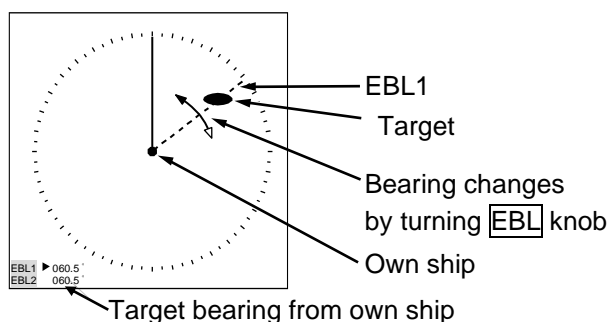 EBL1
Target
Bearing changes
by turning EBL knob
Own ship
EBL1 ▶ 060.5°
EBL2 060.5°
Target bearing from own ship